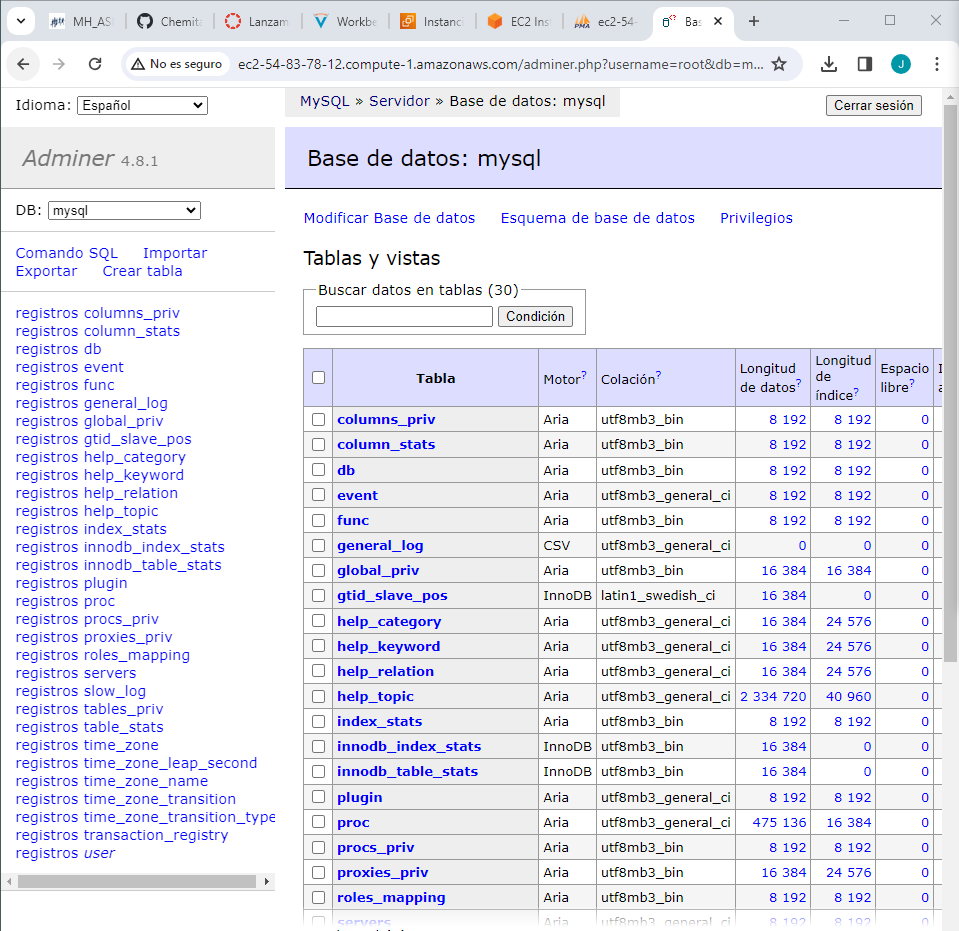 MH_ASI
Chemita
Lanzam
Workbe
Instanci
EC2 Ins
ec2-54-
Bas
No es seguro
ec2-54-83-78-12.compute-1.amazonaws.com/adminer.php?username=root&db=m...
J
Idioma: Español
MySQL » Servidor » Base de datos: mysql
Cerrar sesión
Adminer 4.8.1
Base de datos: mysql
DB: mysql
Modificar Base de datos Esquema de base de datos Privilegios
Comando SQL Importar
Exportar Crear tabla
Tablas y vistas
Buscar datos en tablas (30)
Condición
registros columns_priv
registros column_stats
registros db
registros event
registros func
registros general_log
registros global_priv
registros gtid_slave_pos
registros help_category
registros help_keyword
registros help_relation
registros help_topic
registros index_stats
registros innodb_index_stats
registros innodb_table_stats
registros plugin
registros proc
registros procs_priv
registros proxies_priv
registros roles_mapping
registros servers
registros slow_log
registros tables_priv
registros table_stats
registros time_zone
registros time_zone_leap_second
registros time_zone_name
registros time_zone_transition
registros time_zone_transition_type
registros transaction_registry
registros user
Tabla Motor? Colación? Longitud de datos? Longitud de índice? Espacio libre?
columns_priv Aria utf8mb3_bin 8 192 8 192 0
column_stats Aria utf8mb3_bin 8 192 8 192 0
db Aria utf8mb3_bin 8 192 8 192 0
event Aria utf8mb3_general_ci 8 192 8 192 0
func Aria utf8mb3_bin 8 192 8 192 0
general_log CSV utf8mb3_general_ci 0 0 0
global_priv Aria utf8mb3_bin 16 384 16 384 0
gtid_slave_pos InnoDB latin1_swedish_ci 16 384 0 0
help_category Aria utf8mb3_general_ci 16 384 24 576 0
help_keyword Aria utf8mb3_general_ci 16 384 24 576 0
help_relation Aria utf8mb3_general_ci 16 384 24 576 0
help_topic Aria utf8mb3_general_ci 2 334 720 40 960 0
index_stats Aria utf8mb3_bin 8 192 8 192 0
innodb_index_stats InnoDB utf8mb3_bin 16 384 0 0
innodb_table_stats InnoDB utf8mb3_bin 16 384 0 0
plugin Aria utf8mb3_general_ci 8 192 8 192 0
proc Aria utf8mb3_general_ci 475 136 16 384 0
procs_priv Aria utf8mb3_bin 8 192 8 192 0
proxies_priv Aria utf8mb3_bin 16 384 24 576 0
roles_mapping Aria utf8mb3_bin 8 192 8 192 0
servers Aria utf8mb3_general_ci 8 192 8 192 0